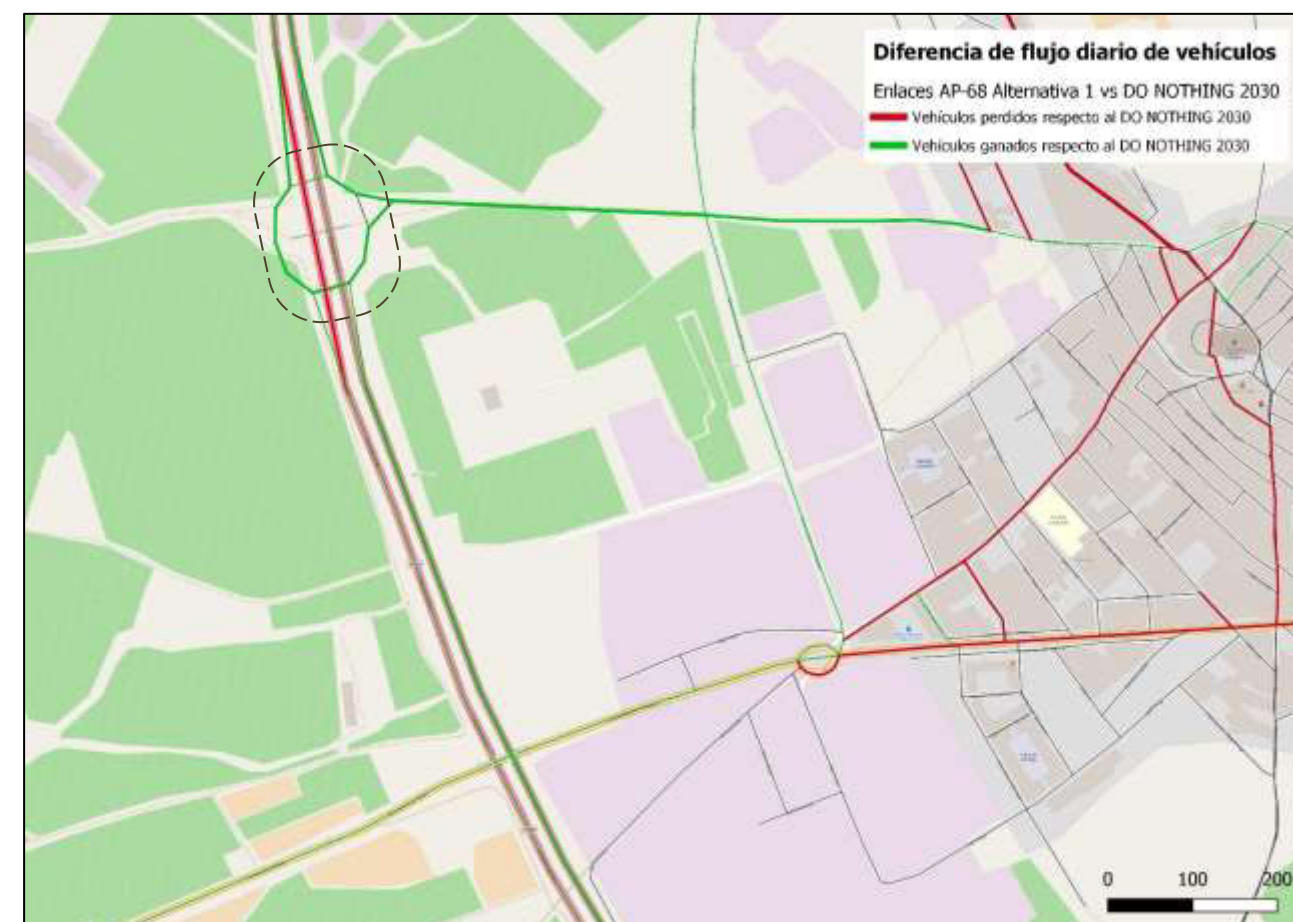 Diferencia de flujo diario de vehículos
Enlaces AP-68 Alternativa 1 vs DO NOTHING 2030
Vehículos perdidos respecto al DO NOTHING 2030
Vehículos ganados respecto al DO NOTHING 2030
0 100 200